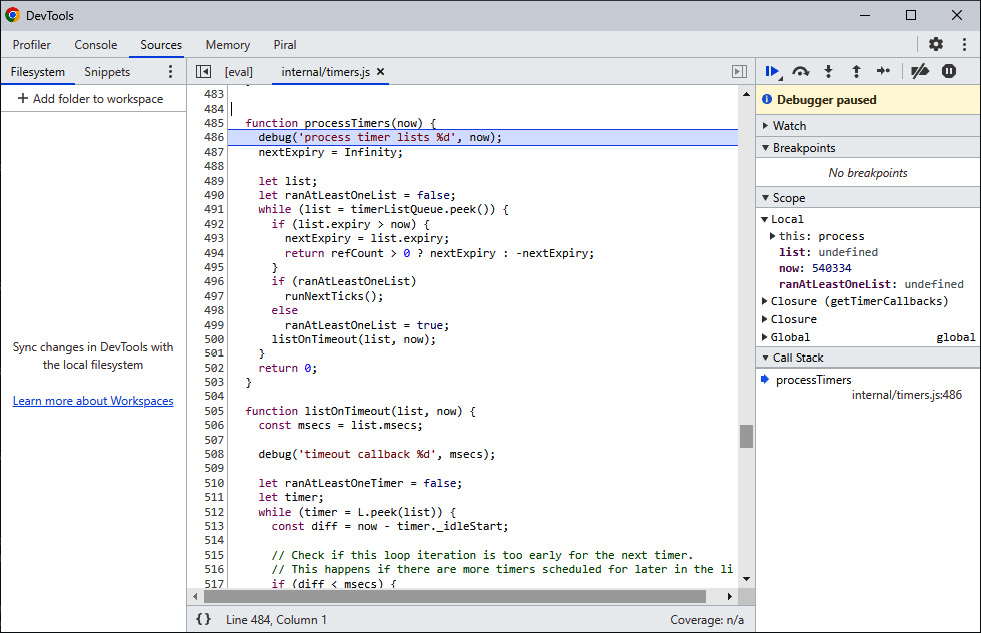 DevTools
Profiler Console Sources Memory Piral
Filesystem Snippets
[eval] internal/timers.js ×
+ Add folder to workspace
Sync changes in DevTools with
the local filesystem
Learn more about Workspaces
483 }
484
485 function processTimers(now) {
486 debug('process timer lists %d', now);
487 nextExpiry = Infinity;
488
489 let list;
490 let ranAtLeastOneList = false;
491 while (list = timerListQueue.peek()) {
492 if (list.expiry > now) {
493 nextExpiry = list.expiry;
494 return refCount > 0 ? nextExpiry : -nextExpiry;
495 }
496 if (ranAtLeastOneList)
497 runNextTicks();
498 else
499 ranAtLeastOneList = true;
500 listOnTimeout(list, now);
501 }
502 return 0;
503 }
504
505 function listOnTimeout(list, now) {
506 const msecs = list.msecs;
507
508 debug('timeout callback %d', msecs);
509
510 let ranAtLeastOneTimer = false;
511 let timer;
512 while (timer = L.peek(list)) {
513 const diff = now - timer._idleStart;
514
515 // Check if this loop iteration is too early for the next timer.
516 // This happens if there are more timers scheduled for later in the li
517 if (diff < msecs) {
{} Line 484, Column 1 Coverage: n/a
Debugger paused
Watch
Breakpoints
No breakpoints
Scope
Local
this: process
list: undefined
now: 540334
ranAtLeastOneList: undefined
Closure (getTimerCallbacks)
Closure
Global global
Call Stack
processTimers
internal/timers.js:486